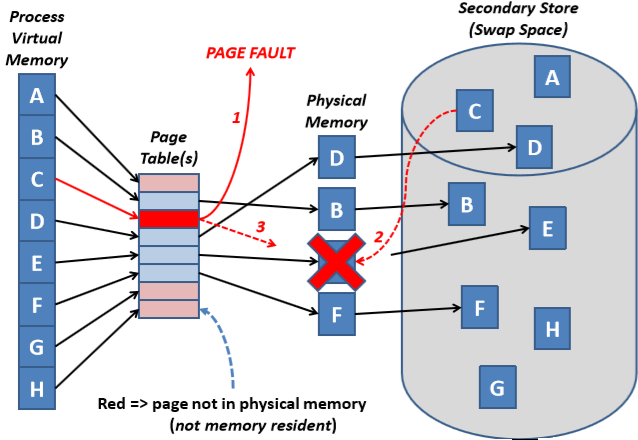 Process
Virtual
Memory
A
B
C
D
E
F
G
H
Page
Table(s)
PAGE FAULT
1
3
2
Physical
Memory
D
B
F
Secondary Store
(Swap Space)
A
C
D
B
E
F
H
G
Red => page not in physical memory
(not memory resident)